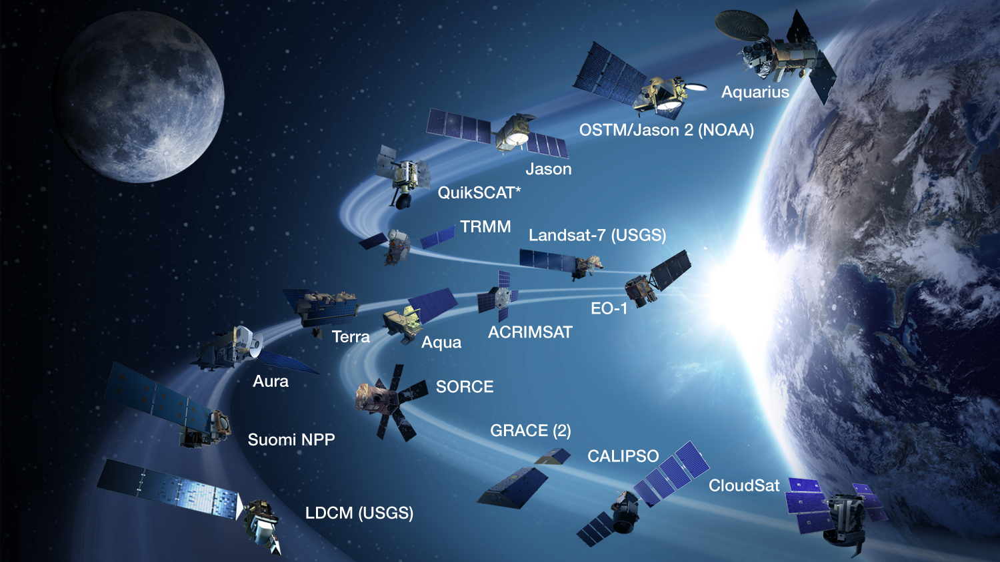 Aquarius
OSTM/Jason 2 (NOAA)
Jason
QuikSCAT*
TRMM
Landsat-7 (USGS)
EO-1
ACRIMSAT
Terra
Aqua
Aura
SORCE
Suomi NPP
GRACE (2)
CALIPSO
CloudSat
LDCM (USGS)